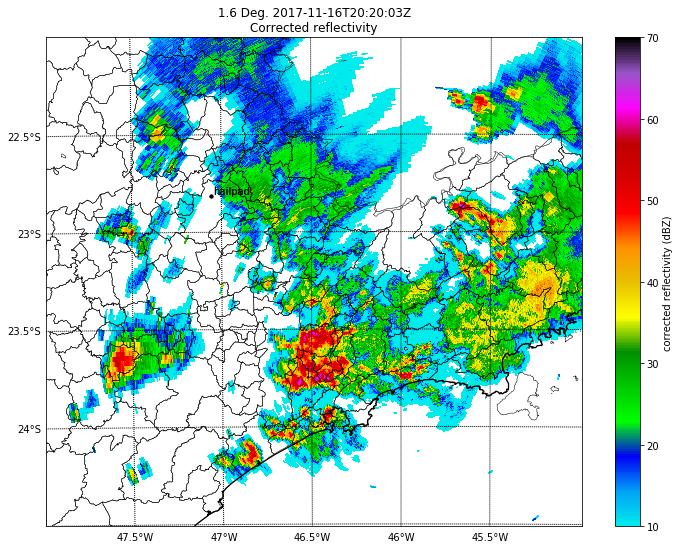 1.6 Deg. 2017-11-16T20:20:03Z
Corrected reflectivity
70
60
50
40
30
20
10
corrected reflectivity (dBZ)
22.5°S
23°S
23.5°S
24°S
hailpad
47.5°W
47°W
46.5°W
46°W
45.5°W